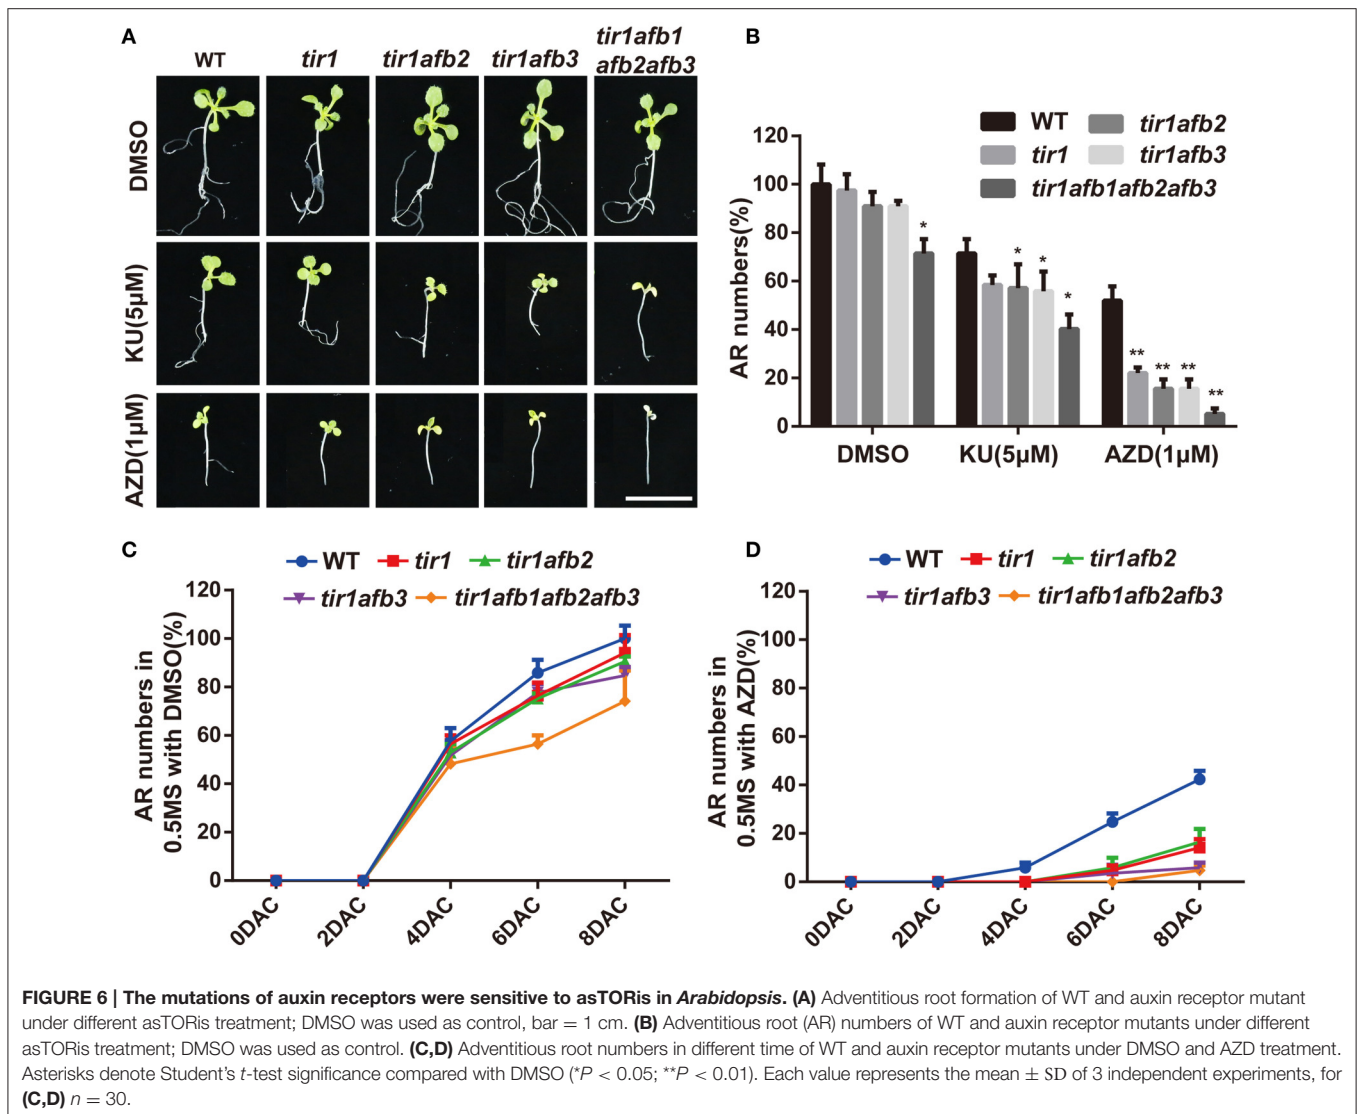 A
WT
tir1
tir1afb2
tir1afb3
tir1afb1
afb2afb3
DMSO
KU(5μM)
AZD(1μM)
B
WT
tir1afb2
tir1
tir1afb3
tir1afb1afb2afb3
AR numbers(%)
120
100
80
60
40
20
0
*
*
*
*
**
**
**
**
DMSO
KU(5μM)
AZD(1μM)
C
WT
tir1
tir1afb2
tir1afb3
tir1afb1afb2afb3
AR numbers in
0.5MS with DMSO(%)
120
100
80
60
40
20
0
0DAC
2DAC
4DAC
6DAC
8DAC
D
WT
tir1
tir1afb2
tir1afb3
tir1afb1afb2afb3
AR numbers in
0.5MS with AZD(%)
120
100
80
60
40
20
0
0DAC
2DAC
4DAC
6DAC
8DAC
FIGURE 6 | The mutations of auxin receptors were sensitive to asTORis in Arabidopsis. (A) Adventitious root formation of WT and auxin receptor mutant
under different asTORis treatment; DMSO was used as control, bar = 1 cm. (B) Adventitious root (AR) numbers of WT and auxin receptor mutants under different
asTORis treatment; DMSO was used as control. (C,D) Adventitious root numbers in different time of WT and auxin receptor mutants under DMSO and AZD treatment.
Asterisks denote Student's t-test significance compared with DMSO (*P < 0.05; **P < 0.01). Each value represents the mean ± SD of 3 independent experiments, for
(C,D) n = 30.